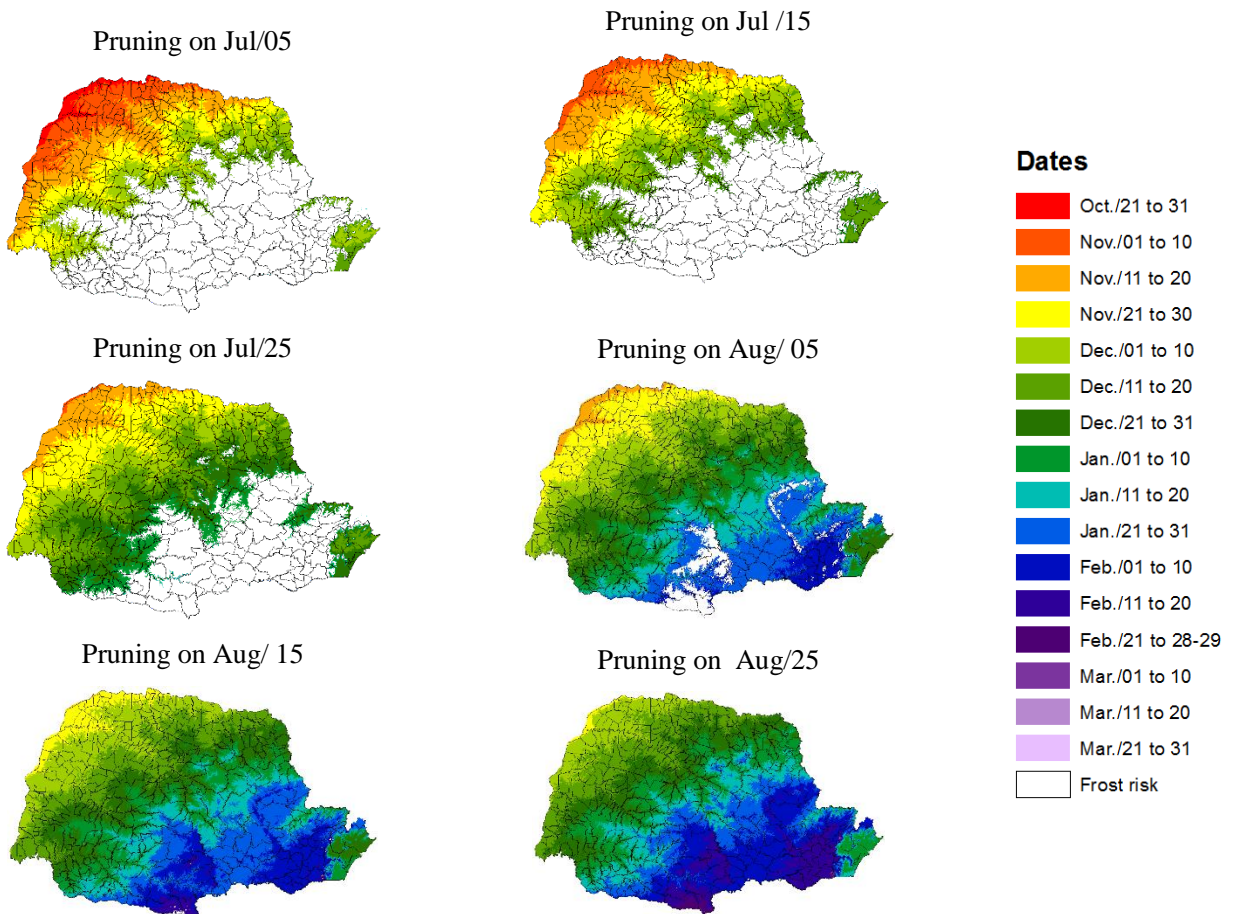 Pruning on Jul/05
Pruning on Jul /15
Pruning on Jul/25
Pruning on Aug/ 05
Pruning on Aug/ 15
Pruning on  Aug/25
Dates
Oct./21 to 31
Nov./01 to 10
Nov./11 to 20
Nov./21 to 30
Dec./01 to 10
Dec./11 to 20
Dec./21 to 31
Jan./01 to 10
Jan./11 to 20
Jan./21 to 31
Feb./01 to 10
Feb./11 to 20
Feb./21 to 28-29
Mar./01 to 10
Mar./11 to 20
Mar./21 to 31
Frost risk